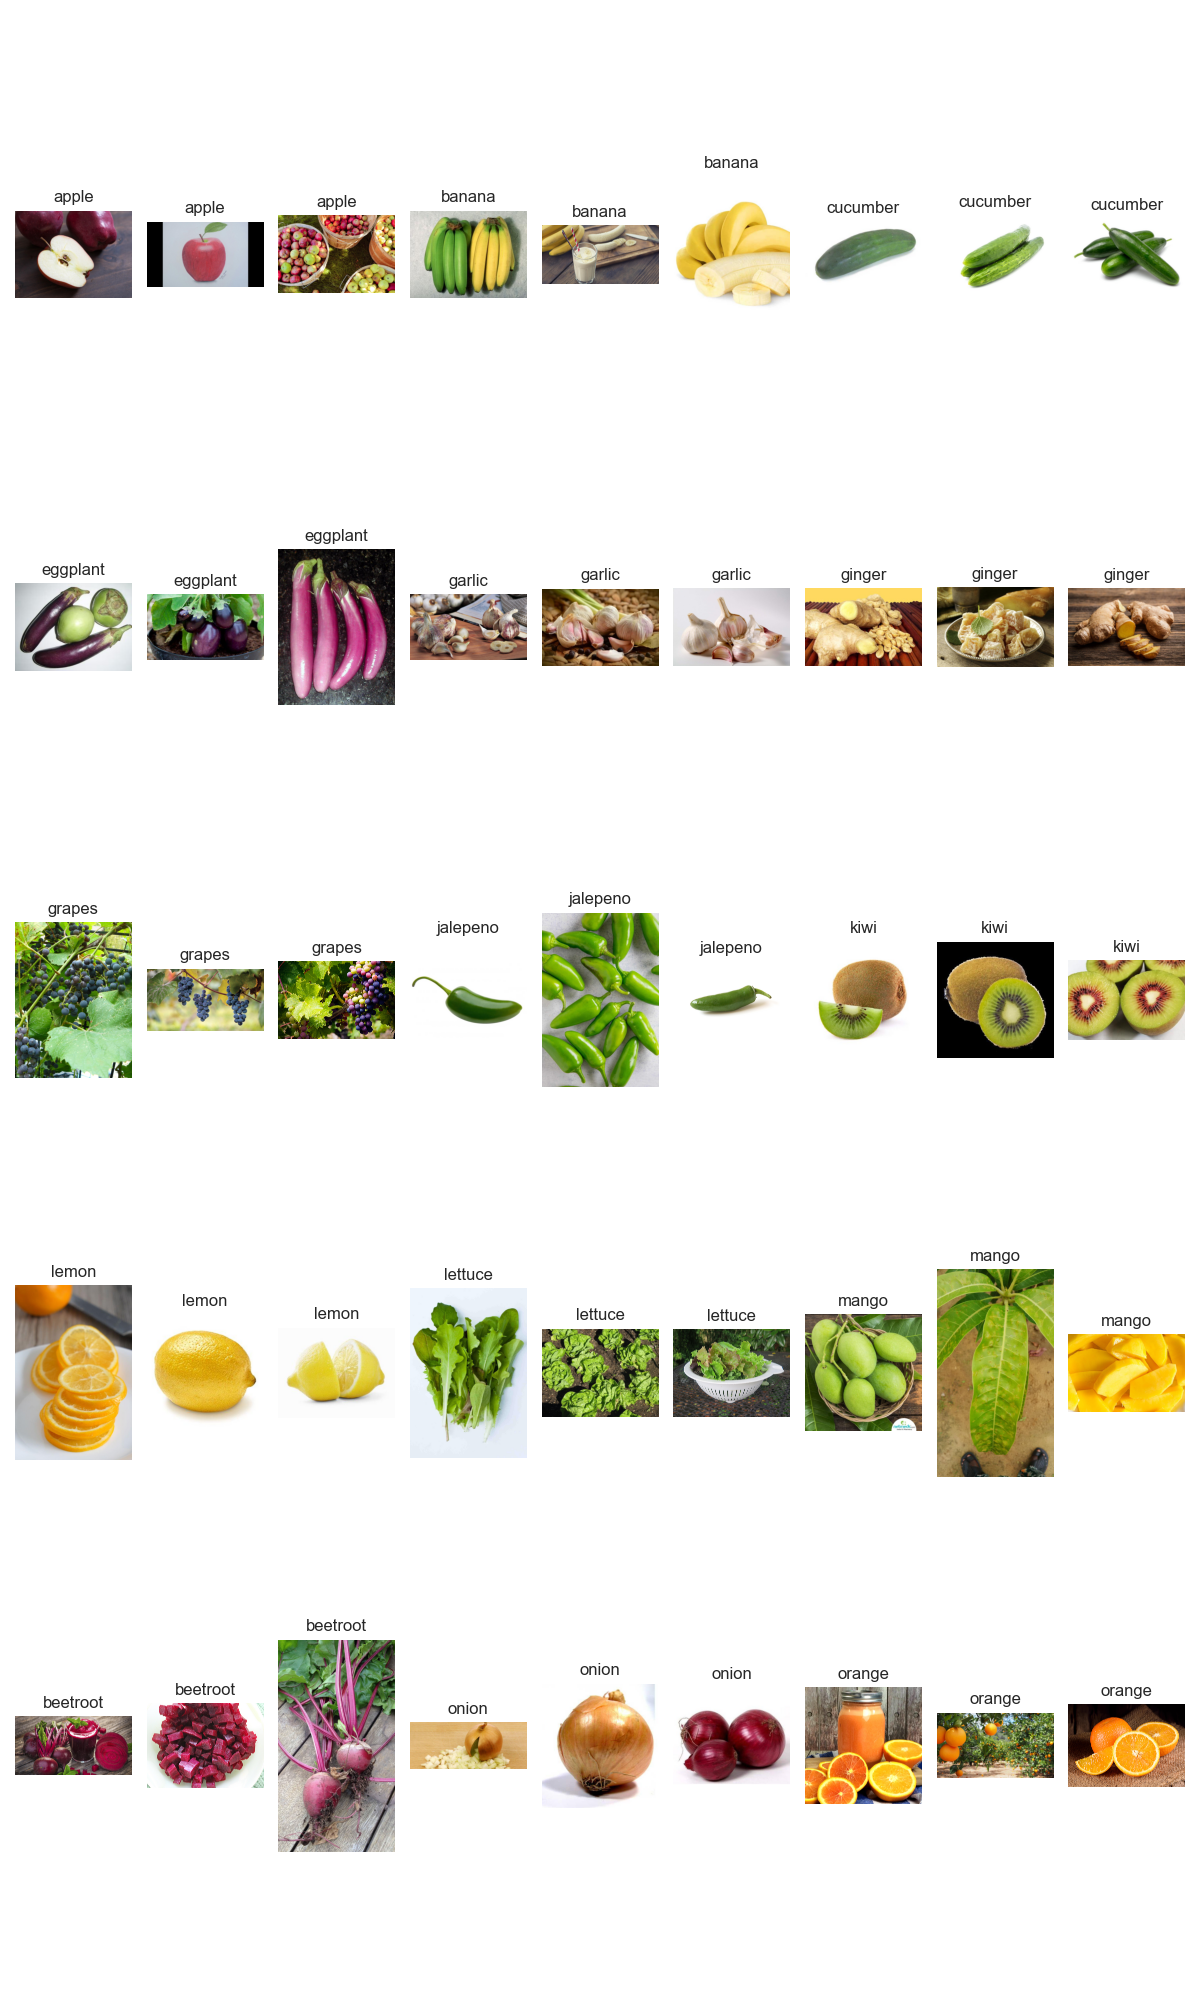 apple
apple
apple
banana
banana
banana
cucumber
cucumber
cucumber
eggplant
eggplant
eggplant
garlic
garlic
garlic
ginger
ginger
ginger
grapes
grapes
grapes
jalepeno
jalepeno
jalepeno
kiwi
kiwi
kiwi
lemon
lemon
lemon
lettuce
lettuce
lettuce
mango
mango
mango
beetroot
beetroot
beetroot
onion
onion
onion
orange
orange
orange